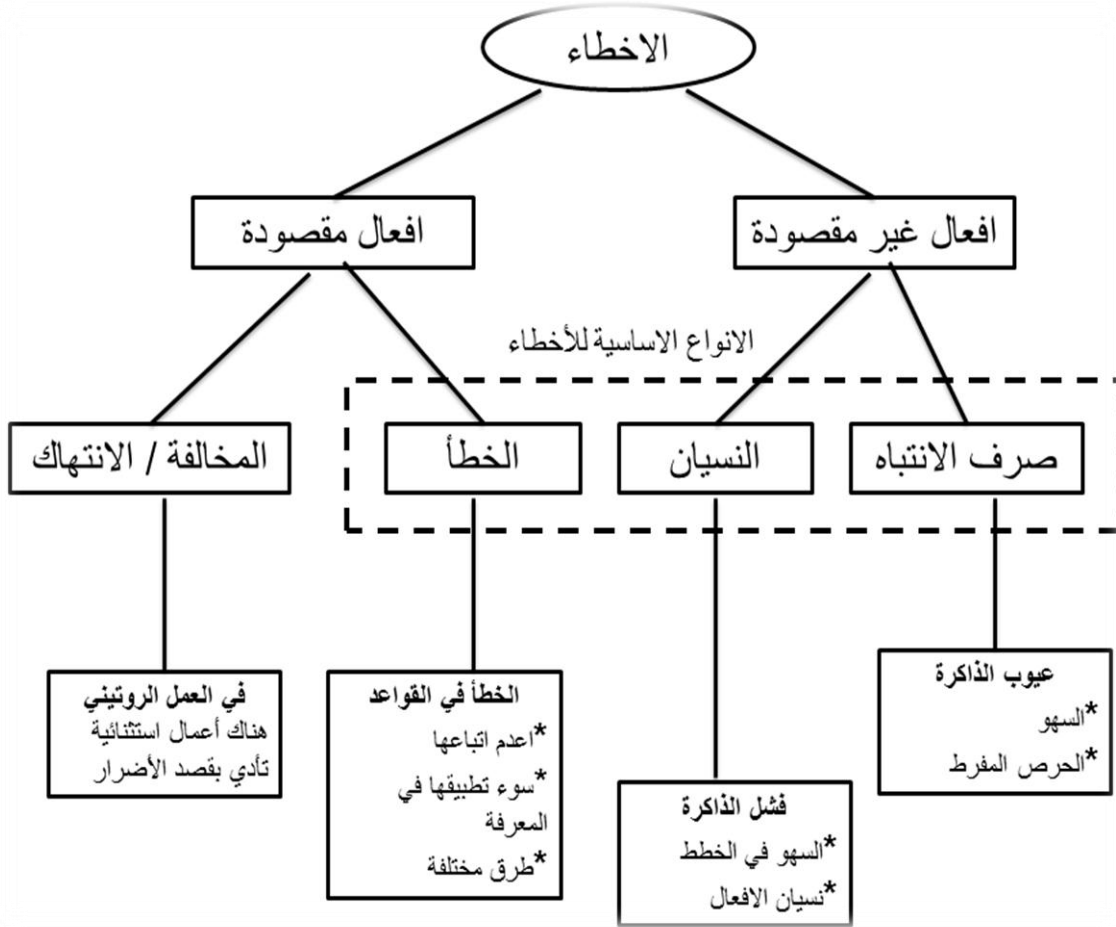 الاخطاء
افعال غير مقصودة
افعال مقصودة
الانواع الاساسية للأخطاء
صرف الانتباه
النسيان
الخطأ
المخالفة / الانتهاك
عيوب الذاكرة
*السهو
*الحرص المفرط
فشل الذاكرة
*السهو في الخطط
*نسيان الافعال
الخطأ في القواعد
*اعدم اتباعها
*سوء تطبيقها في
المعرفة
*طرق مختلفة
في العمل الروتيني
هناك أعمال استثنائية
تأدي بقصد الأضرار